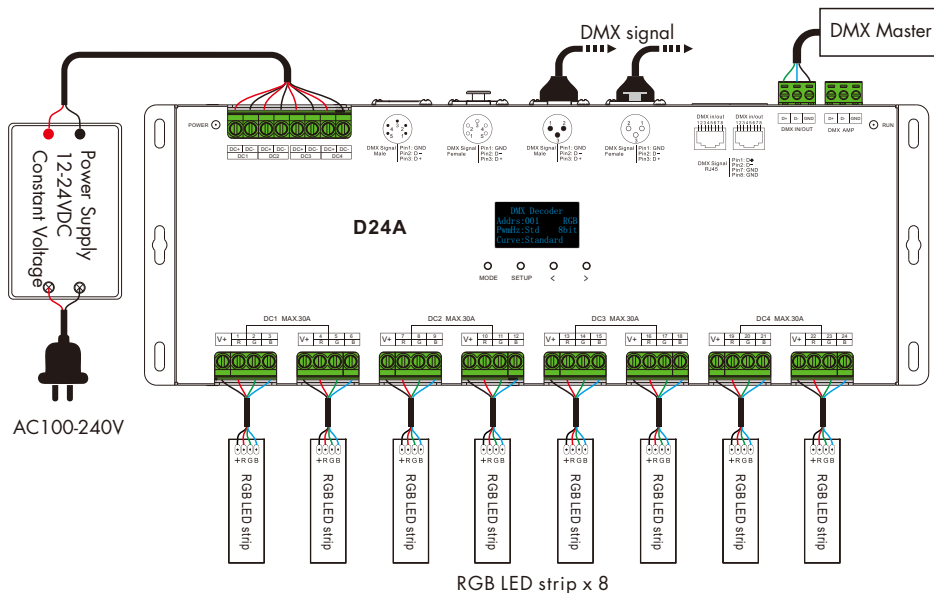 DMX signal
DMX Master
POWER
DC+ DC- DC+ DC- DC+ DC- DC+ DC-
DC1 DC2 DC3 DC4
DMX Signal Male
Pin1: GND
Pin2: D-
Pin3: D+
DMX Signal Female
Pin1: GND
Pin2: D-
Pin3: D+
1 2
3
DMX Signal Male
Pin1: GND
Pin2: D-
Pin3: D+
2 1
3
DMX Signal Female
Pin1: GND
Pin2: D-
Pin3: D+
DMX in/out DMX in/out
12345678 12345678
DMX Signal RJ45
Pin1: D+
Pin2: D-
Pin7: GND
Pin8: GND
D+ D- GND
DMX IN/OUT
D+ D- GND
DMX AMP
RUN
Power Supply
12-24VDC
Constant Voltage
AC100-240V
D24A
DMX Decoder
Addrs:001 RGB
PwmHz:Std 8bit
Curve:Standard
MODE SETUP < >
DC1 MAX.30A DC2 MAX.30A DC3 MAX.30A DC4 MAX.30A
1 2 3 4 5 6 7 8 9 10 11 12 13 14 15 16 17 18 19 20 21 22 23 24
V+ R G B V+ R G B V+ R G B V+ R G B V+ R G B V+ R G B V+ R G B V+ R G B
+RGB +RGB +RGB +RGB +RGB +RGB +RGB +RGB
RGB LED strip
RGB LED strip
RGB LED strip
RGB LED strip
RGB LED strip
RGB LED strip
RGB LED strip
RGB LED strip
RGB LED strip x 8